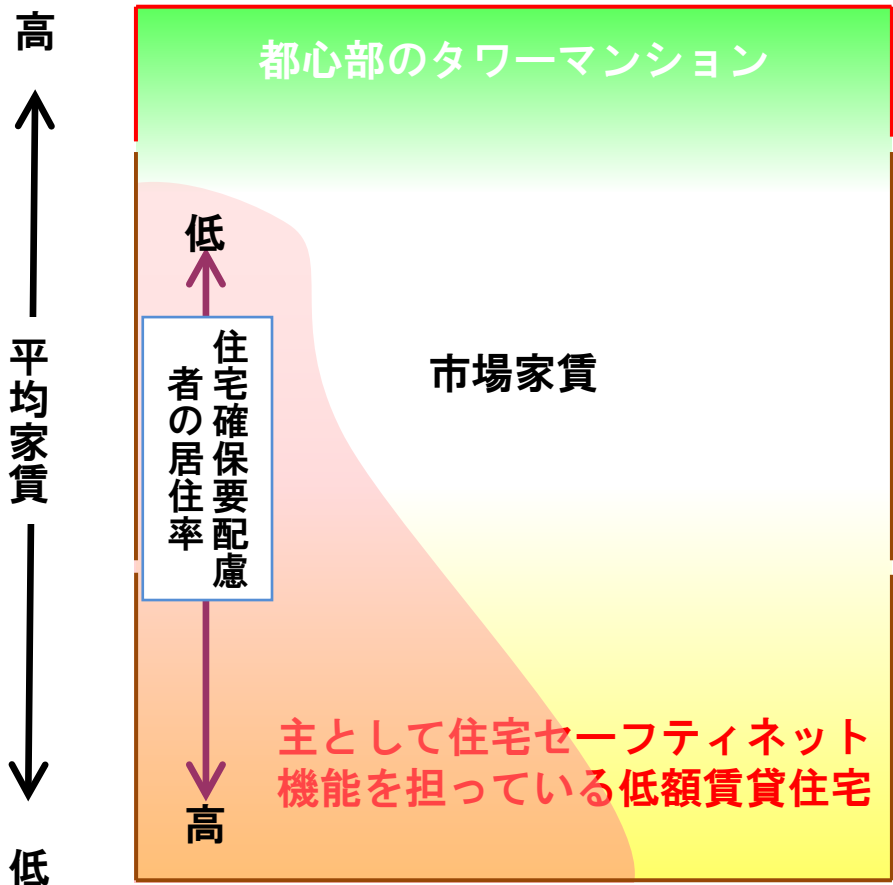 高
都心部のタワーマンション
低
平均家賃
住宅確保要配慮
者の居住率
市場家賃
主として住宅セーフティネット
機能を担っている低額賃貸住宅
高
低